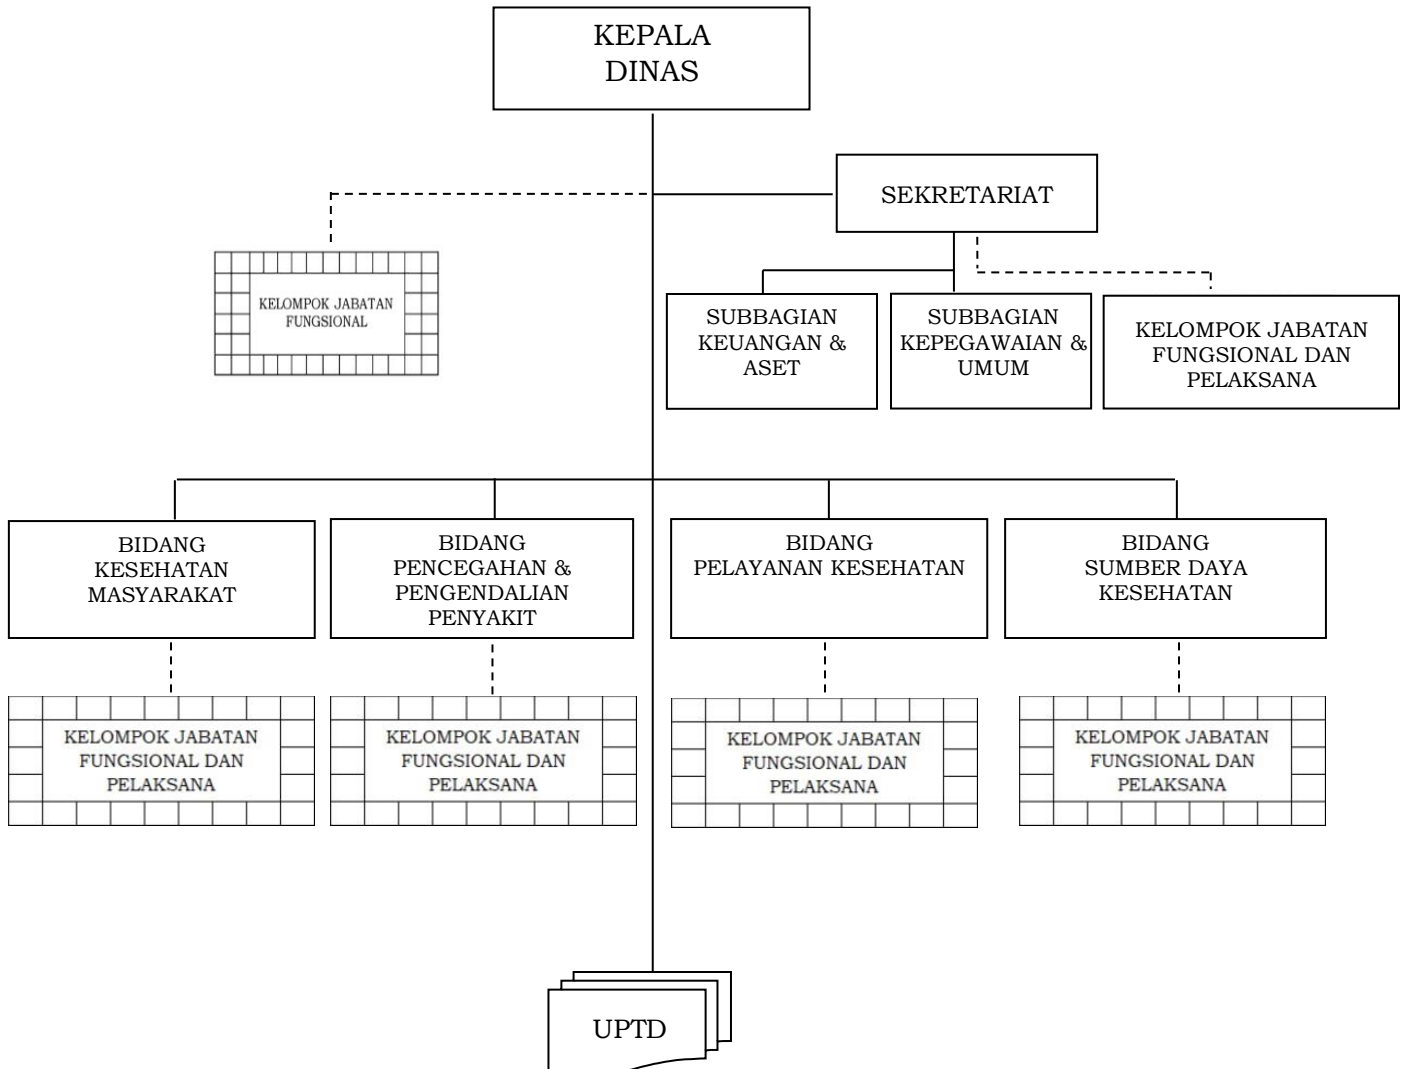 KEPALA
DINAS
SEKRETARIAT
KELOMPOK JABATAN
FUNGSIONAL
SUBBAGIAN
KEUANGAN &
ASET
SUBBAGIAN
KEPEGAWAIAN &
UMUM
KELOMPOK JABATAN
FUNGSIONAL DAN
PELAKSANA
BIDANG
KESEHATAN
MASYARAKAT
BIDANG
PENCEGAHAN &
PENGENDALIAN
PENYAKIT
BIDANG
PELAYANAN KESEHATAN
BIDANG
SUMBER DAYA
KESEHATAN
KELOMPOK JABATAN
FUNGSIONAL DAN
PELAKSANA
KELOMPOK JABATAN
FUNGSIONAL DAN
PELAKSANA
KELOMPOK JABATAN
FUNGSIONAL DAN
PELAKSANA
KELOMPOK JABATAN
FUNGSIONAL DAN
PELAKSANA
UPTD